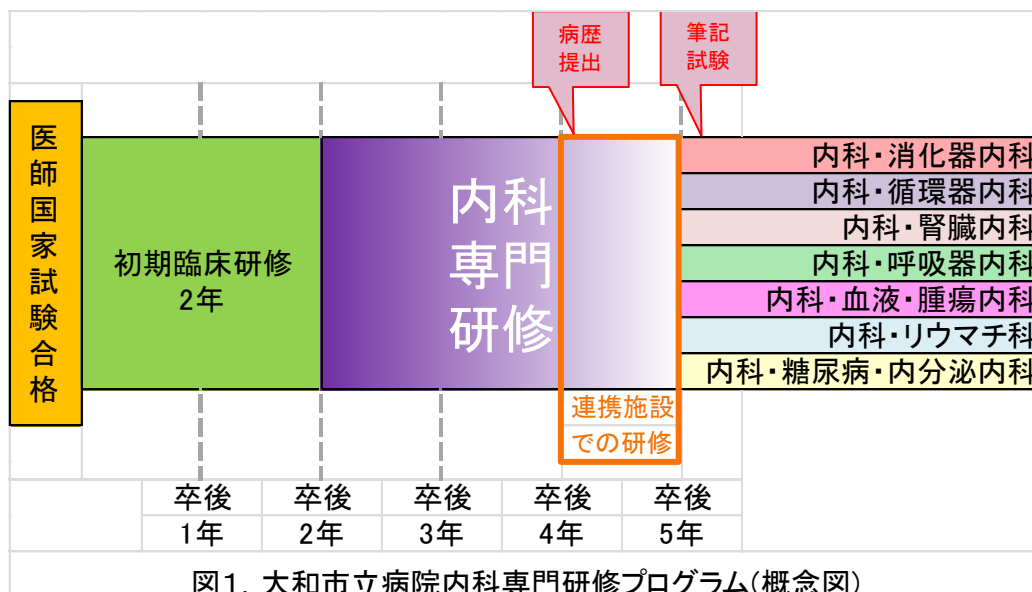 病歴
提出
筆記
試験
医師国家試験合格
初期臨床研修
2年
内科
専門
研修
内科・消化器内科
内科・循環器内科
内科・腎臓内科
内科・呼吸器内科
内科・血液・腫瘍内科
内科・リウマチ科
内科・糖尿病・内分泌内科
連携施設
での研修
卒後 卒後 卒後 卒後 卒後
1年 2年 3年 4年 5年
図1. 大和市立病院内科専門研修プログラム(概念図)